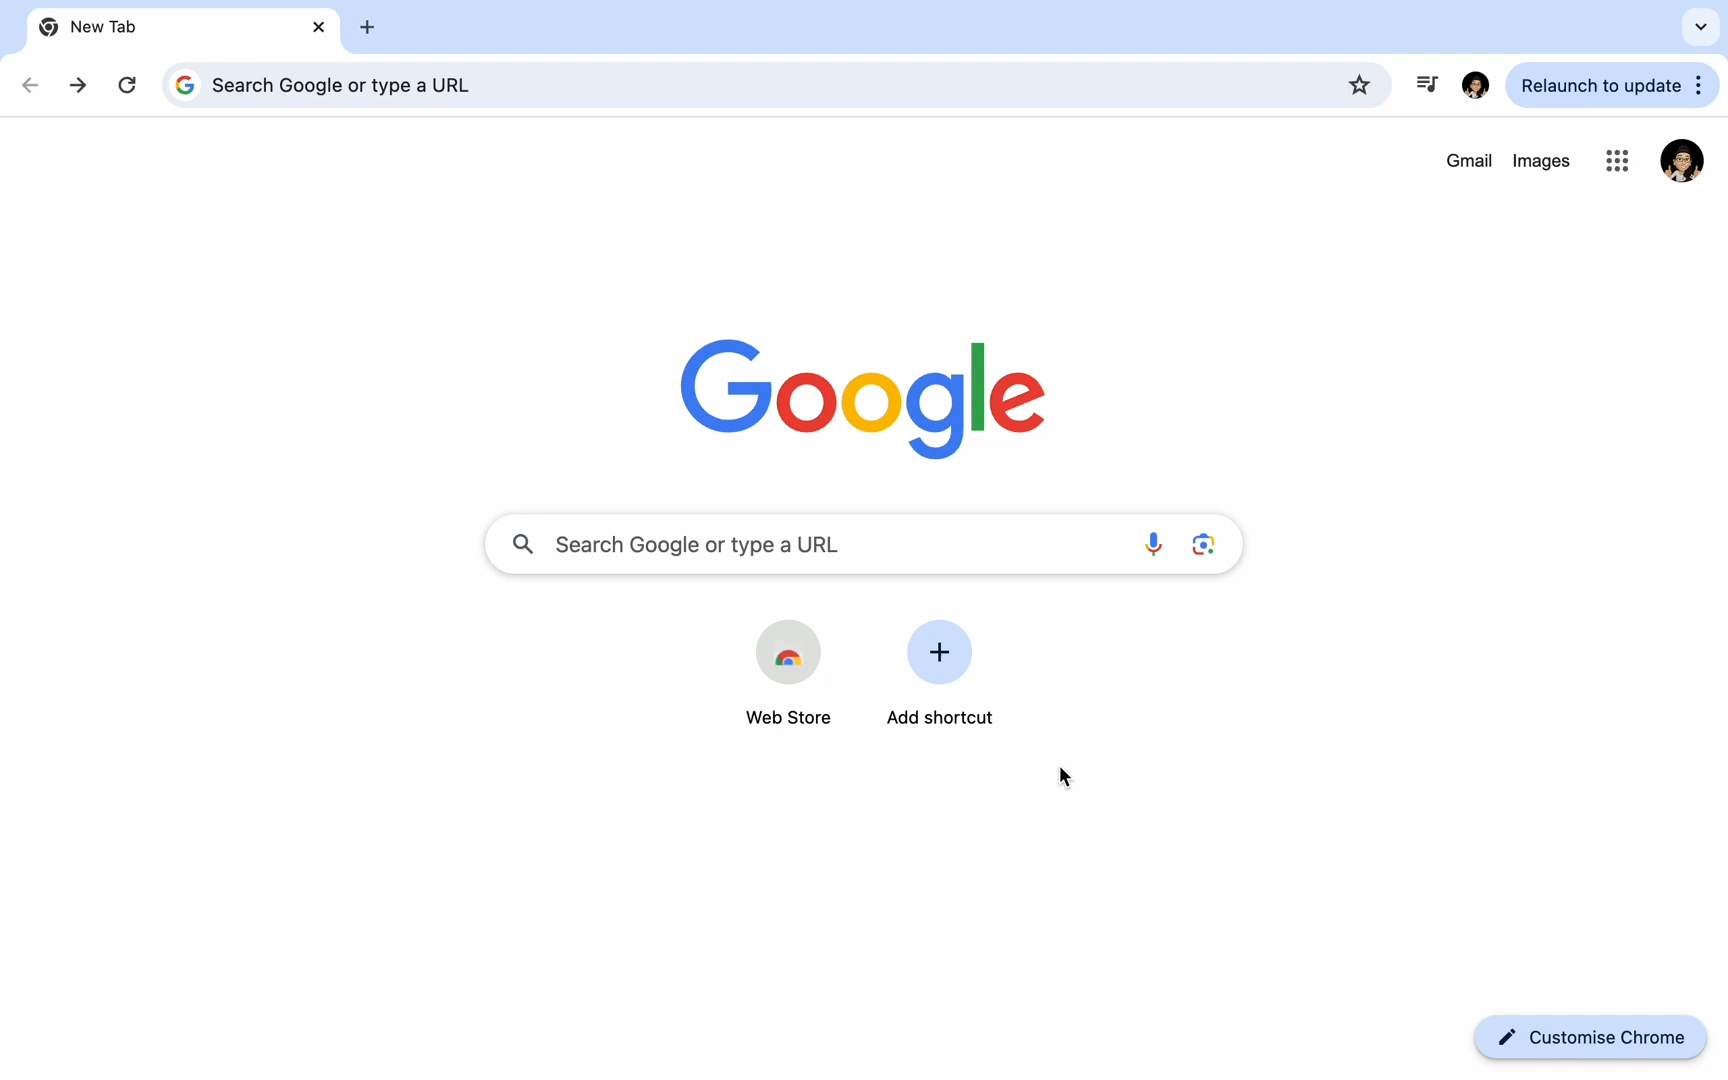 New Tab
Search Google or type a URL
Relaunch to update
Gmail Images
Google
Search Google or type a URL
Web Store Add shortcut
Customise Chrome